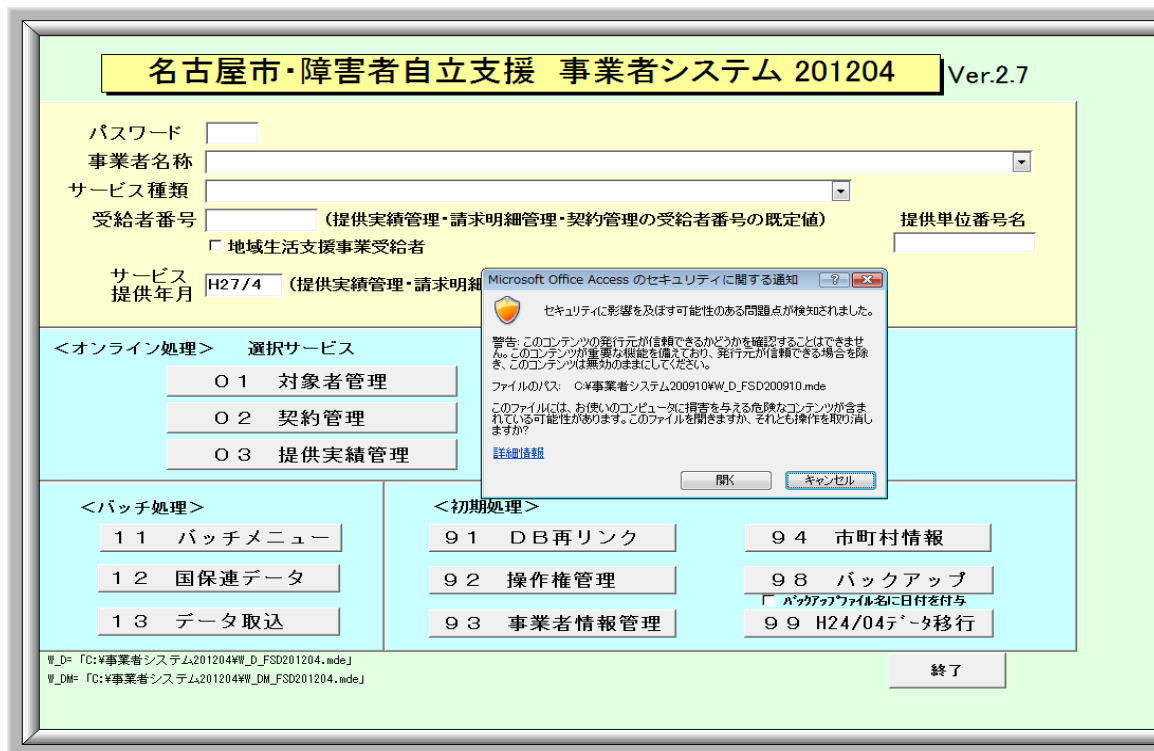 名古屋市・障害者自立支援 事業者システム 201204 Ver.2.7
パスワード
事業者名称
サービス種類
受給者番号 (提供実績管理・請求明細管理・契約管理の受給者番号の既定値) 提供単位番号名
地域生活支援事業受給者
サービス
提供年月 H27/4 (提供実績管理・請求明細
Microsoft Office Access のセキュリティに関する通知
セキュリティに影響を及ぼす可能性のある問題点が検知されました。
警告: このコンテンツの発行元が信頼できるかどうかを確認することはできませ
ん。このコンテンツが重要な機能を備えており、発行元が信頼できる場合を除
き、このコンテンツは無効のままにしてください。
ファイルのパス: C:¥事業者システム200910¥W_D_FSD200910.mde
このファイルには、お使いのコンピュータに損害を与える危険なコンテンツが含ま
れている可能性があります。このファイルを開きますか、それとも操作を取り消し
ますか?
詳細情報
開く キャンセル
<オンライン処理> 選択サービス
01 対象者管理
02 契約管理
03 提供実績管理
<バッチ処理>
11 バッチメニュー
12 国保連データ
13 データ取込
<初期処理>
91 DB再リンク
92 操作権管理
93 事業者情報管理
94 市町村情報
98 バックアップ
バックアップファイル名に日付を付与
99 H24/04データ移行
W_D= 「C:¥事業者システム201204¥W_D_FSD201204.mde」
W_DM= 「C:¥事業者システム201204¥W_DM_FSD201204.mde」
終了